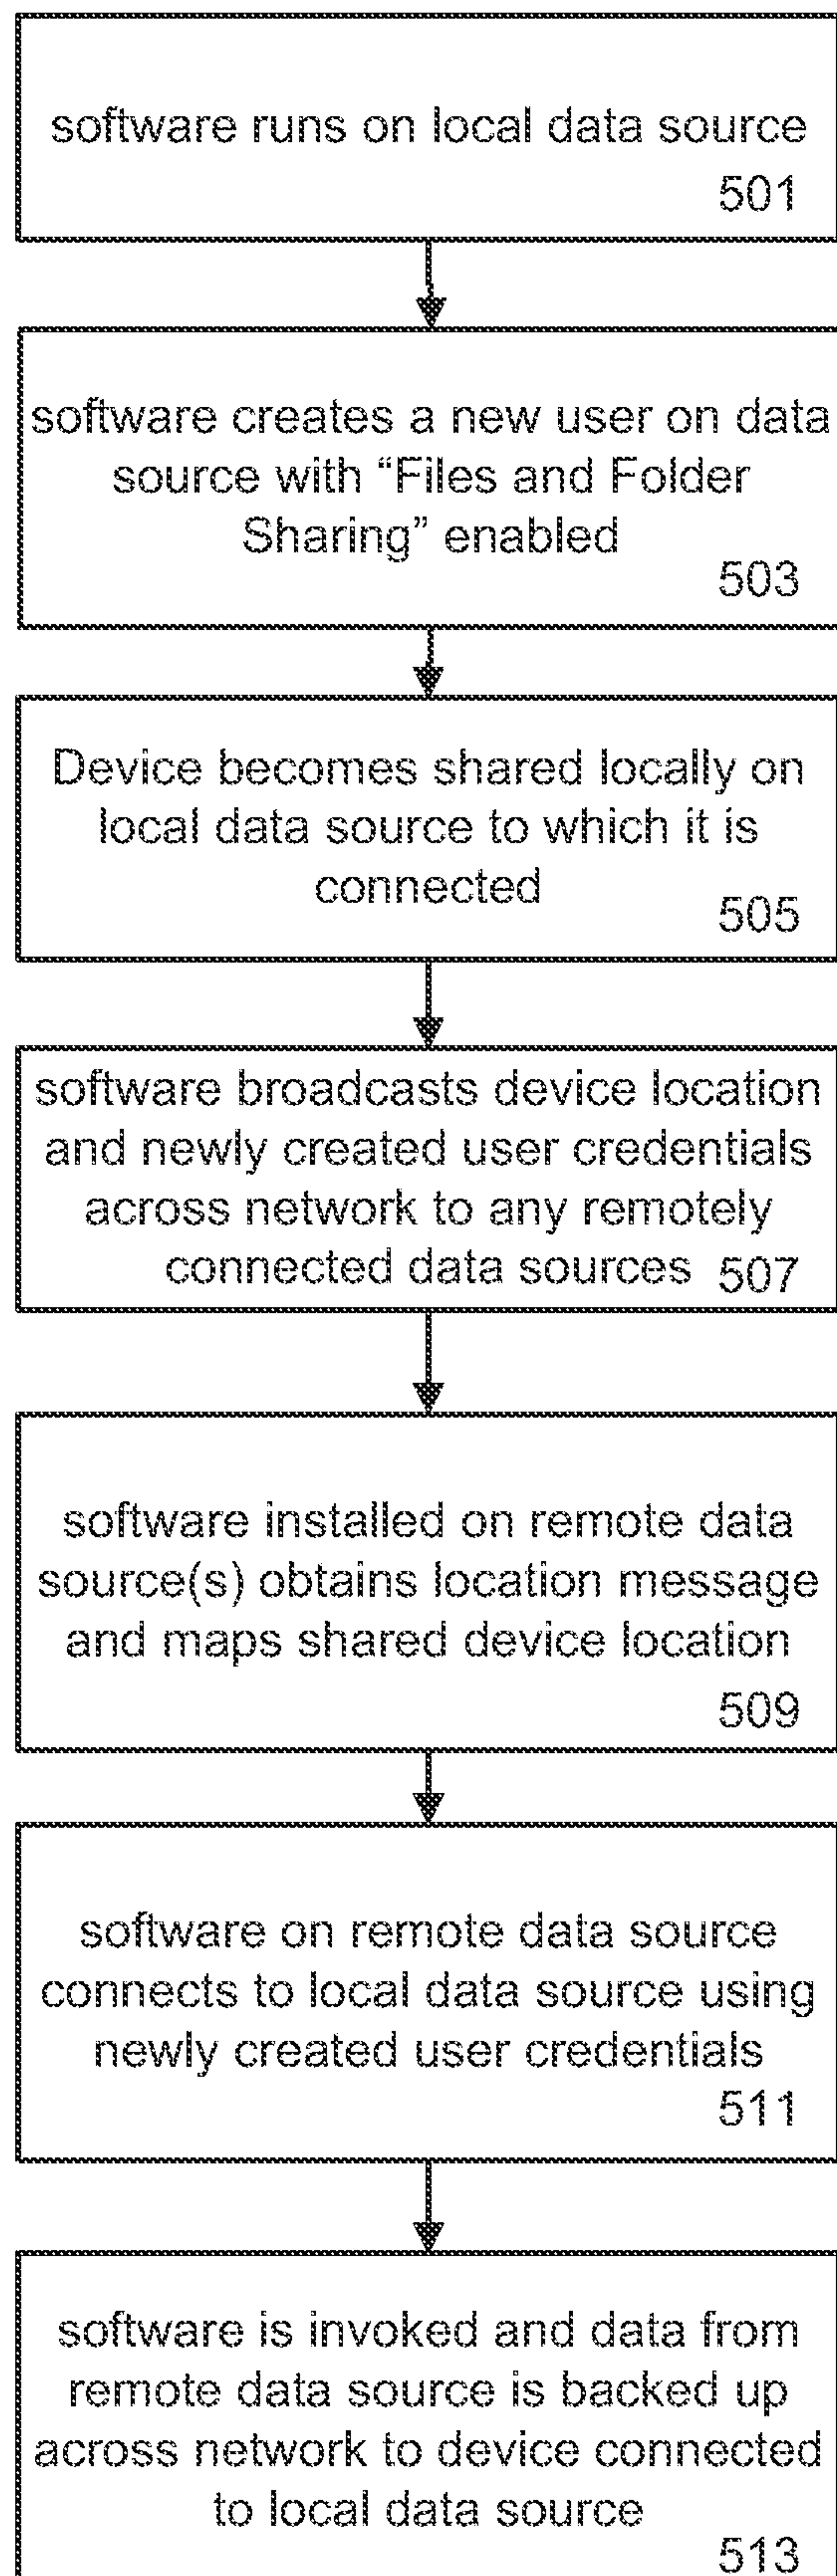 software runs on local data source
501
software creates a new user on data
source with “Files and Folder
Sharing” enabled
503
Device becomes shared locally on
local data source to which it is
connected
505
software broadcasts device location
and newly created user credentials
across network to any remotely
connected data sources 507
software installed on remote data
source(s) obtains location message
and maps shared device location
509
software on remote data source
connects to local data source using
newly created user credentials
511
software is invoked and data from
remote data source is backed up
across network to device connected
to local data source
513